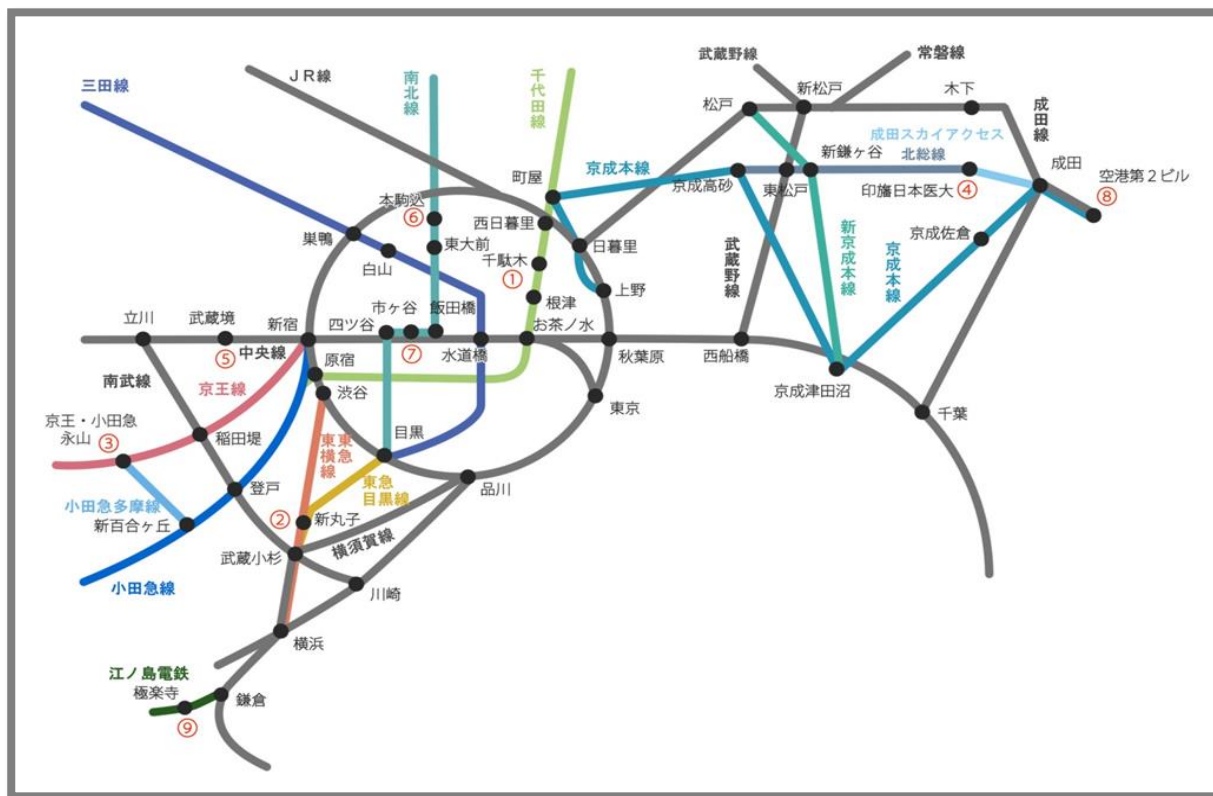 三田線
JR線
南北線
千代田線
武蔵野線
常磐線
松戸
新松戸
木下
成田線
成田スカイアクセス
北総線
新鎌ヶ谷
成田
空港第2ビル
⑧
町屋
京成本線
京成高砂
東松戸
印旛日本医大
④
本駒込
⑥
西日暮里
巣鴨
東大前
日暮里
京成佐倉
白山
千駄木
①
武蔵野線
新京成本線
京成本線
根津
上野
立川
武蔵境
⑤
新宿
中央線
四ツ谷
市ヶ谷
⑦
飯田橋
水道橋
お茶ノ水
秋葉原
西船橋
京成津田沼
南武線
京王線
原宿
渋谷
東京
千葉
京王・小田急
永山
③
稲田堤
東急
東横線
目黒
東急
目黒線
品川
登戸
小田急多摩線
新百合ヶ丘
②
新丸子
横須賀線
武蔵小杉
小田急線
川崎
横浜
江ノ島電鉄
極楽寺
鎌倉
⑨